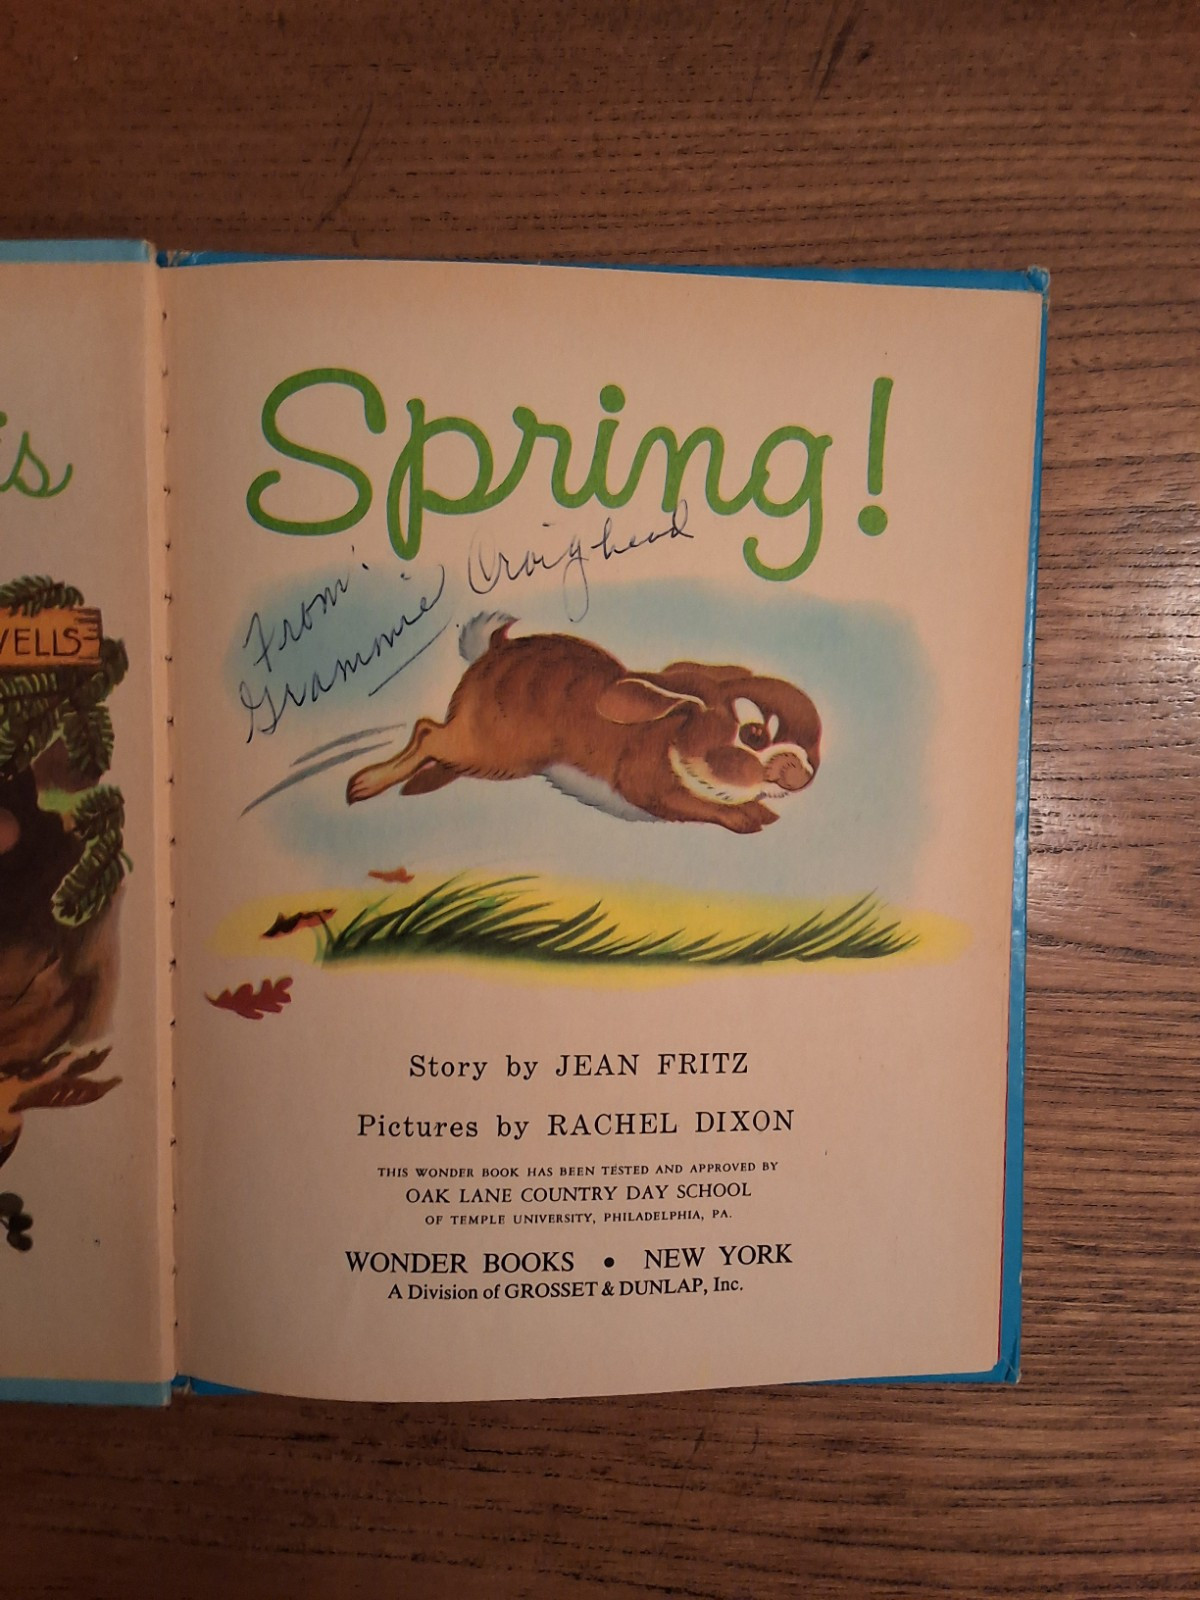 is
WELLS
Spring!
From:
Grammie Craighead
Story by JEAN FRITZ
Pictures by RACHEL DIXON
THIS WONDER BOOK HAS BEEN TESTED AND APPROVED BY
OAK LANE COUNTRY DAY SCHOOL
OF TEMPLE UNIVERSITY, PHILADELPHIA, PA.
WONDER BOOKS • NEW YORK
A Division of GROSSET & DUNLAP, Inc.